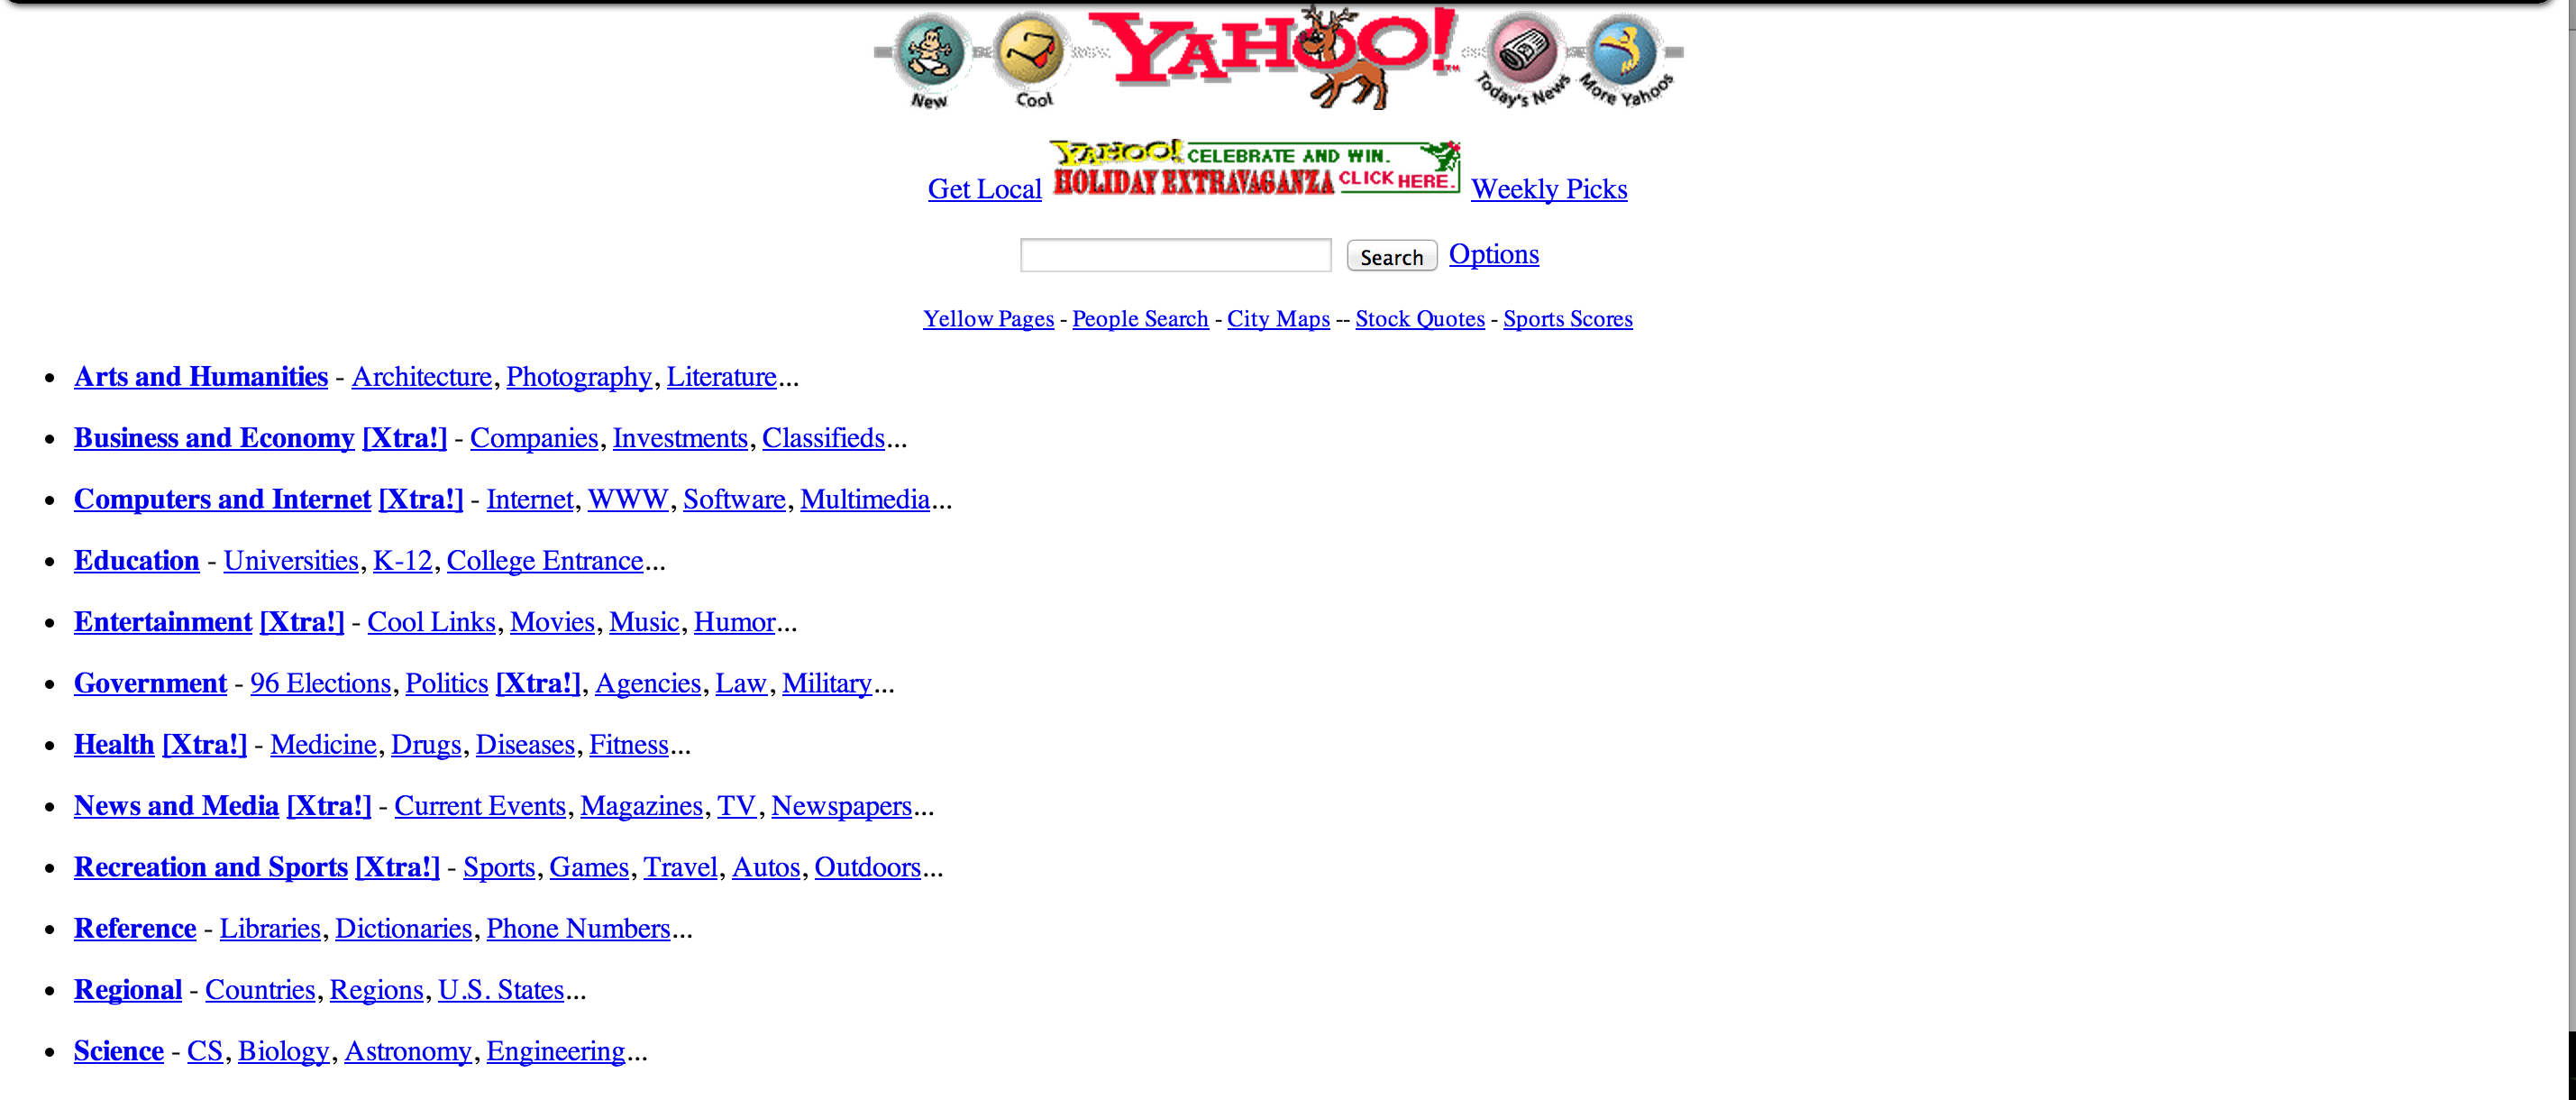 YAHOO!™
New Cool Today's News More Yahoos
YAHOO! CELEBRATE AND WIN.
HOLIDAY EXTRAVAGANZA CLICK HERE.
Get Local Weekly Picks
Search Options
Yellow Pages - People Search - City Maps -- Stock Quotes - Sports Scores
• Arts and Humanities - Architecture, Photography, Literature...
• Business and Economy [Xtra!] - Companies, Investments, Classifieds...
• Computers and Internet [Xtra!] - Internet, WWW, Software, Multimedia...
• Education - Universities, K-12, College Entrance...
• Entertainment [Xtra!] - Cool Links, Movies, Music, Humor...
• Government - 96 Elections, Politics [Xtra!], Agencies, Law, Military...
• Health [Xtra!] - Medicine, Drugs, Diseases, Fitness...
• News and Media [Xtra!] - Current Events, Magazines, TV, Newspapers...
• Recreation and Sports [Xtra!] - Sports, Games, Travel, Autos, Outdoors...
• Reference - Libraries, Dictionaries, Phone Numbers...
• Regional - Countries, Regions, U.S. States...
• Science - CS, Biology, Astronomy, Engineering...